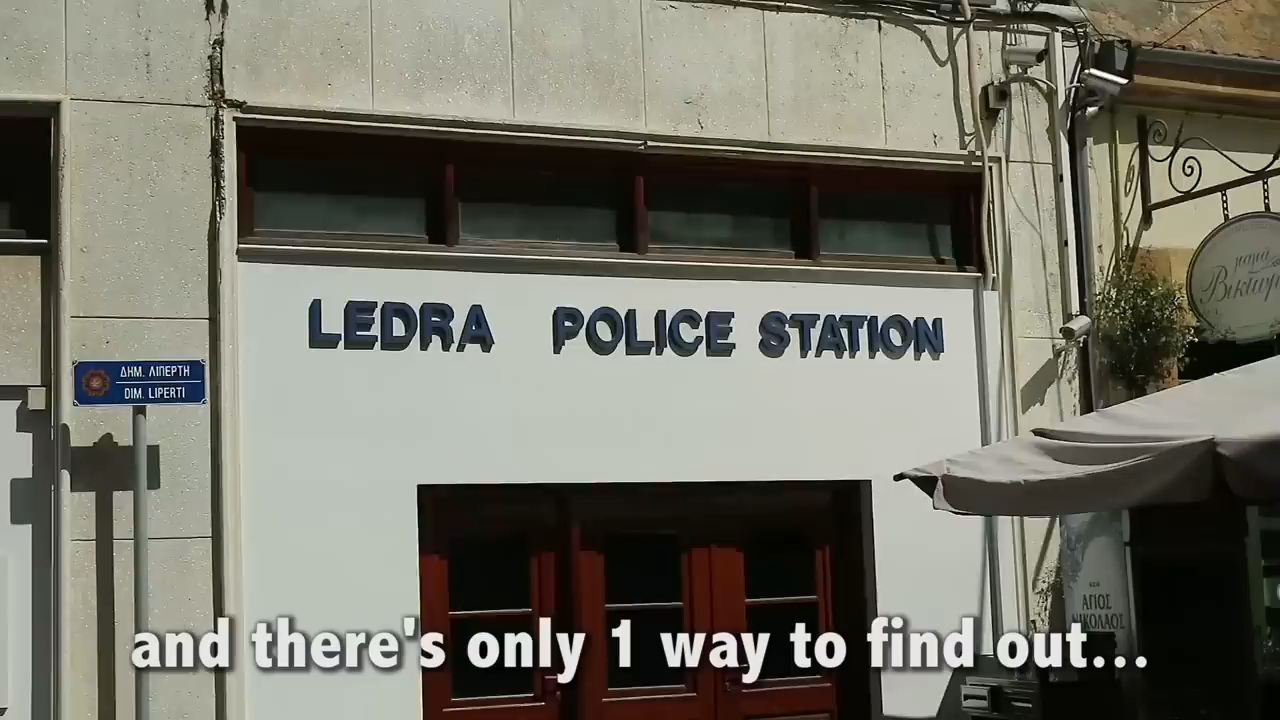 LEDRA POLICE STATION
ΔΗΜ. ΛΙΠΕΡΤΗ
DIM. LIPERTI
ΑΓΙΟΣ
ΝΙΚΟΛΑΟΣ
and there's only 1 way to find out...